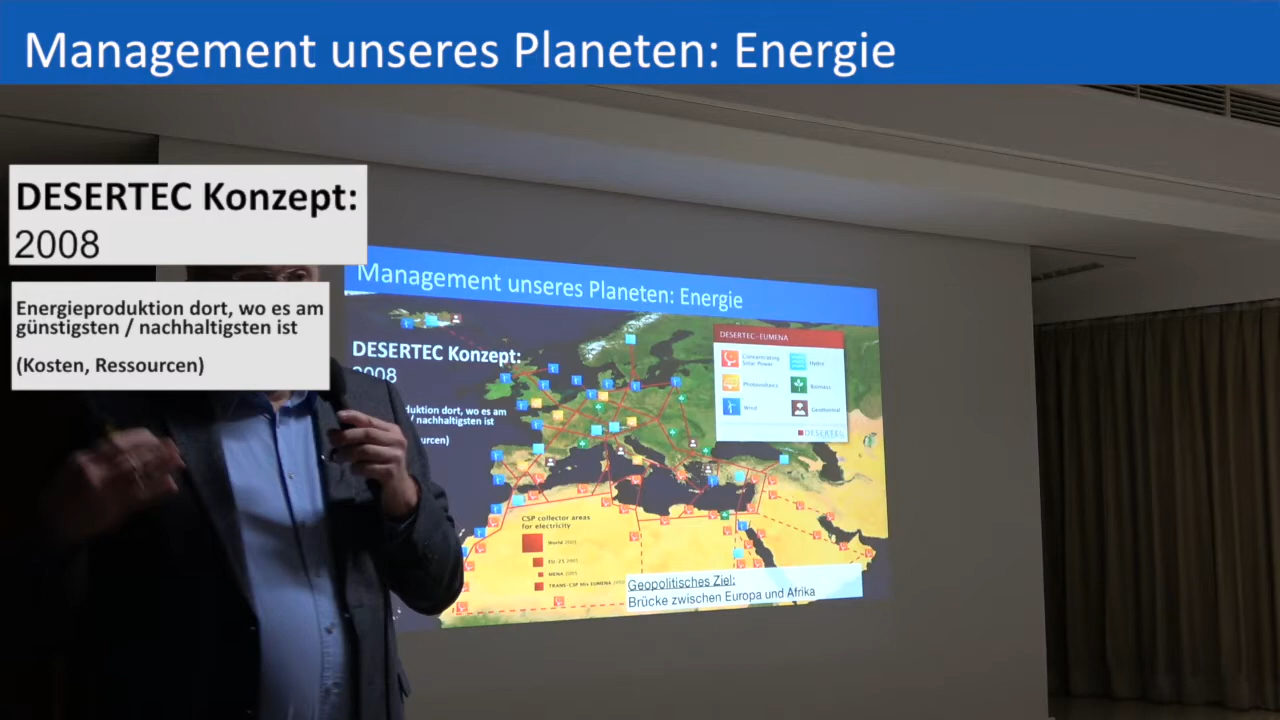 Management unseres Planeten: Energie
DESERTEC Konzept:
2008
Energieproduktion dort, wo es am
günstigsten / nachhaltigsten ist
(Kosten, Ressourcen)
Management unseres Planeten: Energie
DESERTEC Konzept:
2008
duktion dort, wo es am
/ nachhaltigsten ist
urcen)
DESERTEC-EUMENA
Concentrating
Solar Power
Hydro
Photovoltaics
Biomass
Wind
Geothermal
DESERTEC
CSP collector areas
for electricity
World 2005
EU-25 2005
MENA 2005
TRANS-CSP Mix EUMENA 2050
Geopolitisches Ziel:
Brücke zwischen Europa und Afrika